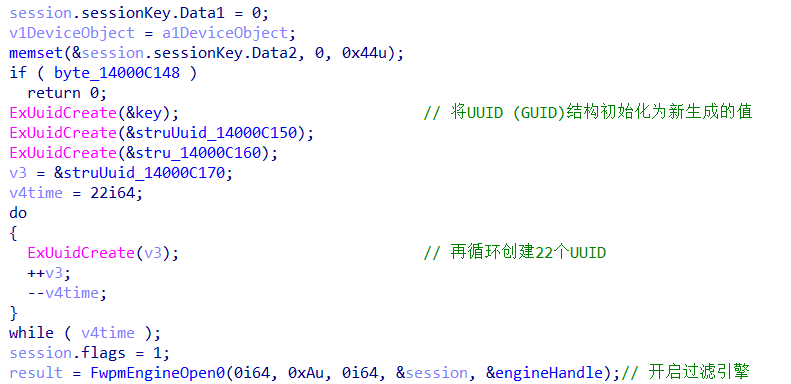 session.sessionKey.Data1 = 0;
v1DeviceObject = a1DeviceObject;
memset(&session.sessionKey.Data2, 0, 0x44u);
if ( byte_14000C148 )
  return 0;
ExUuidCreate(&key);                           // 将UUID (GUID)结构初始化为新生成的值
ExUuidCreate(&struUuid_14000C150);
ExUuidCreate(&stru_14000C160);
v3 = &struUuid_14000C170;
v4time = 22i64;
do
{
  ExUuidCreate(v3);                           // 再循环创建22个UUID
  ++v3;
  --v4time;
}
while ( v4time );
session.flags = 1;
result = FwpmEngineOpen0(0i64, 0xAu, 0i64, &session, &engineHandle);// 开启过滤引擎